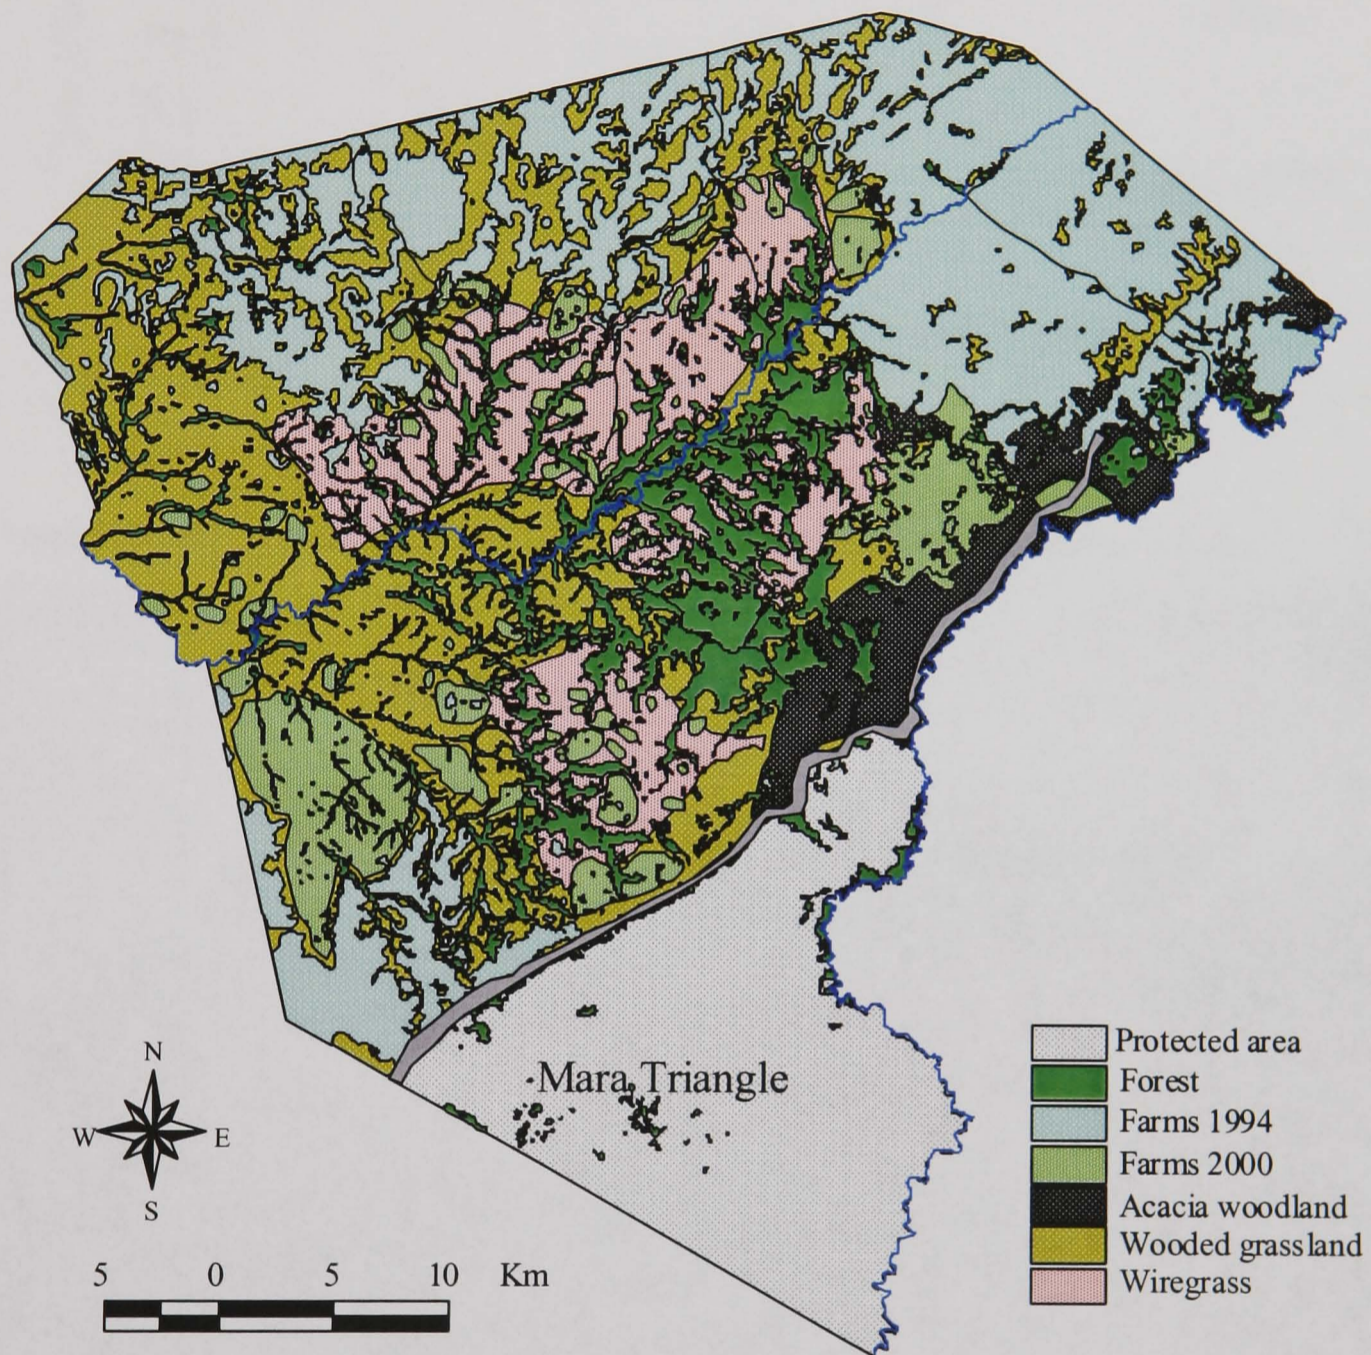 Mara Triangle
N
W E
S
5 0 5 10 Km
Protected area
Forest
Farms 1994
Farms 2000
Acacia woodland
Wooded grassland
Wiregrass